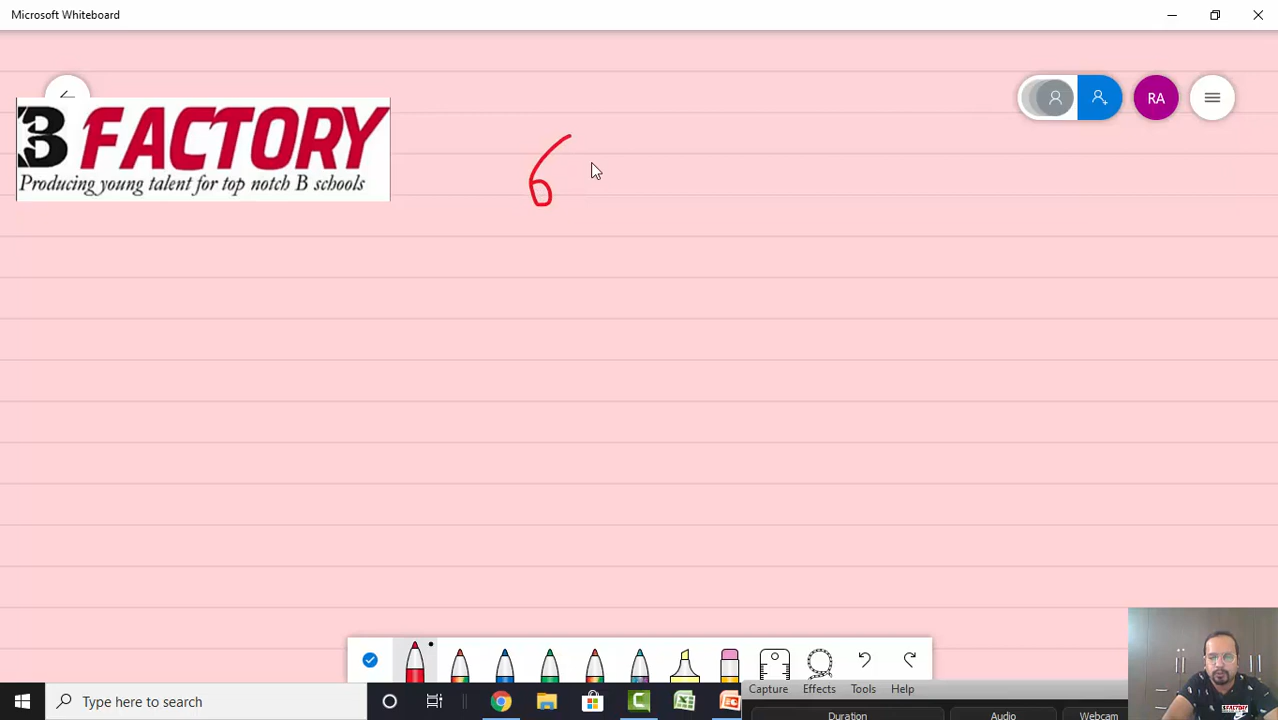 Microsoft Whiteboard
B FACTORY
Producing young talent for top notch B schools
RA
6
Capture Effects Tools Help
Type here to search
Duration
Audio
Webcam
FACTORY